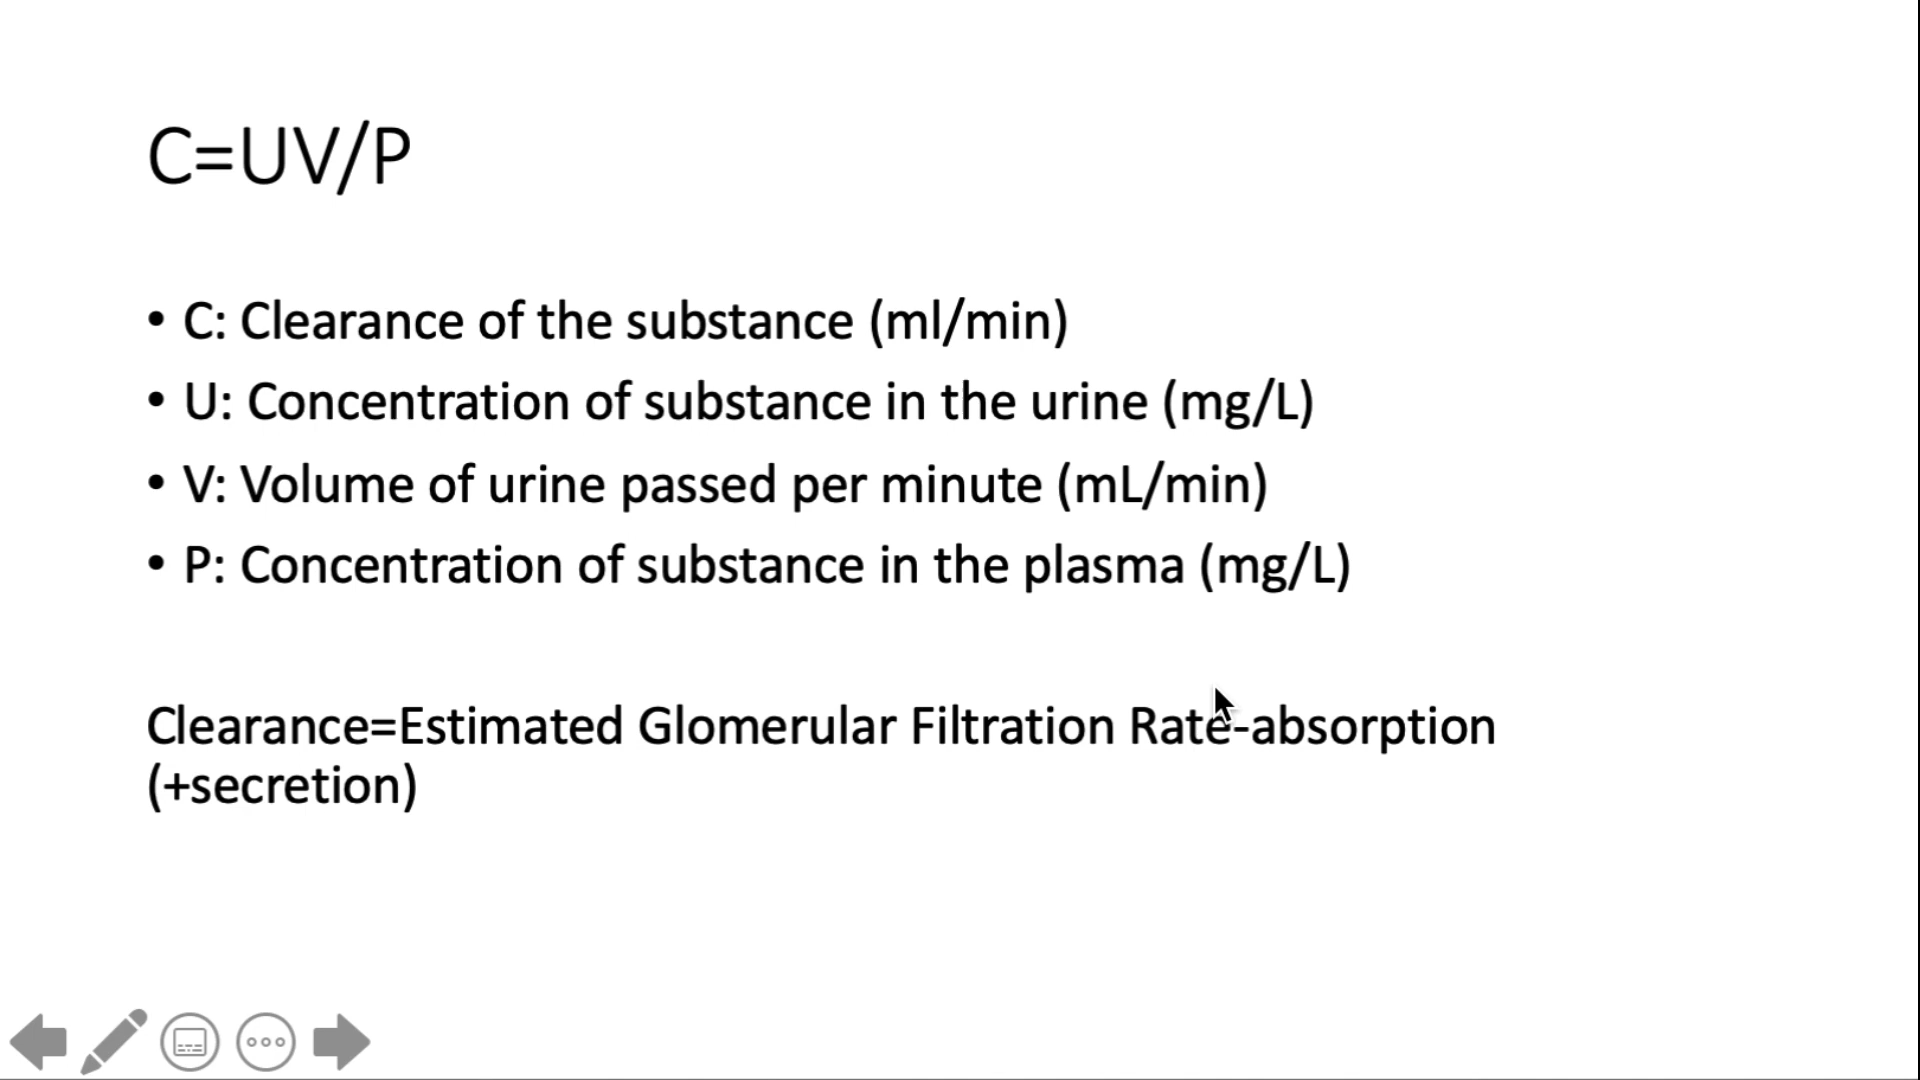 C=UV/P
• C: Clearance of the substance (ml/min)
• U: Concentration of substance in the urine (mg/L)
• V: Volume of urine passed per minute (mL/min)
• P: Concentration of substance in the plasma (mg/L)
Clearance=Estimated Glomerular Filtration Rate-absorption
(+secretion)